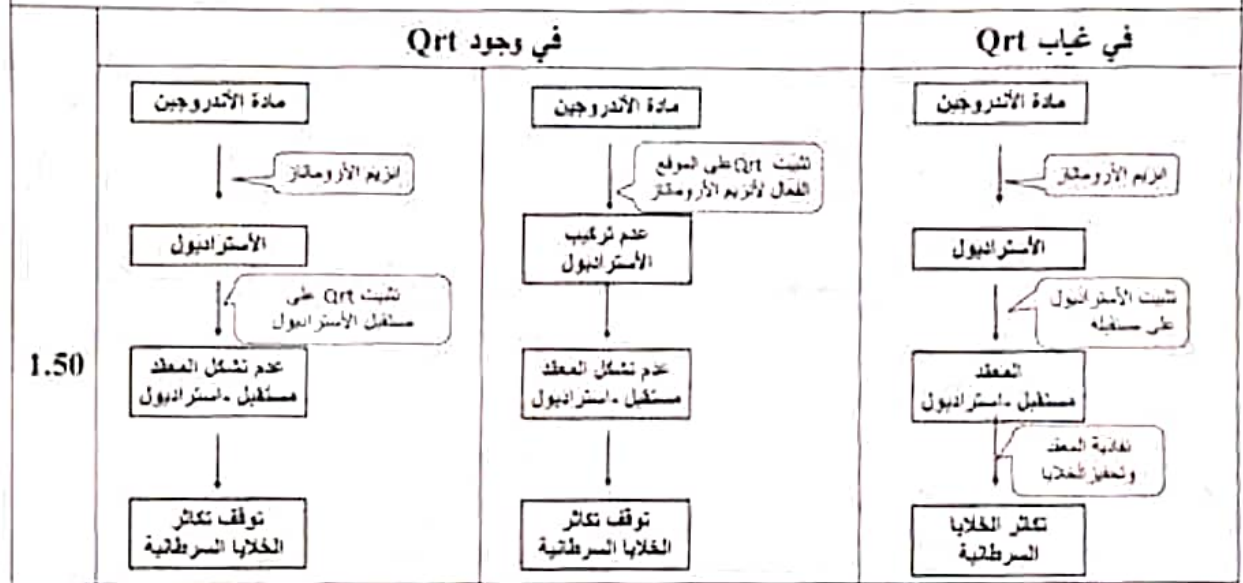 في غياب Qrt
في وجود Qrt
مادة الأندروجين
انزيم الأروماتاز
الأستراديول
تثبيت الأستراديول
على مستقبله
المعقد
مستقبل -استراديول
نفاذية المعقد
وتحفيز الخلايا
تكاثر الخلايا
السرطانية
مادة الأندروجين
تثبيت Qrt على الموقع
الفعال لأنزيم الأروماتاز
عدم تركيب
الأستراديول
عدم تشكل المعقد
مستقبل -استراديول
توقف تكاثر
الخلايا السرطانية
مادة الأندروجين
انزيم الأروماتاز
الأستراديول
تثبيت Qrt على
مستقبل الأستراديول
عدم تشكل المعقد
مستقبل -استراديول
توقف تكاثر
الخلايا السرطانية
1.50